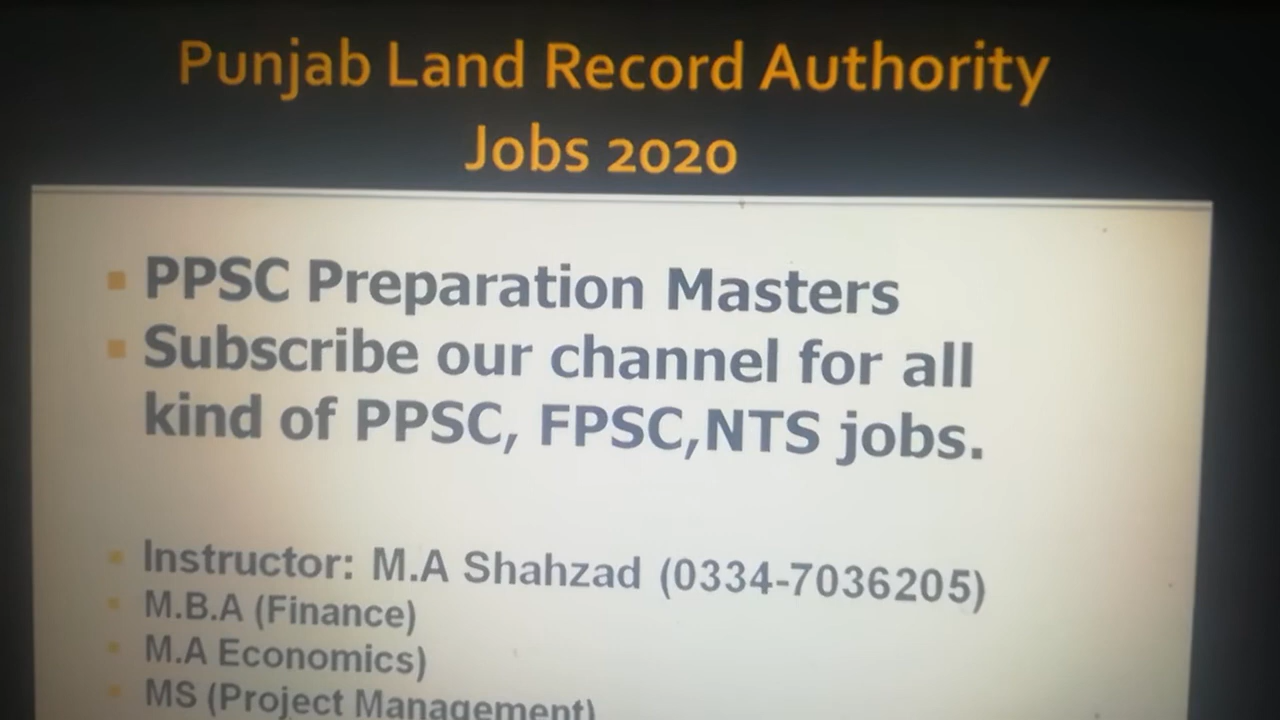 Punjab Land Record Authority
Jobs 2020
▪ PPSC Preparation Masters
▪ Subscribe our channel for all
kind of PPSC, FPSC,NTS jobs.
▪ Instructor: M.A Shahzad (0334-7036205)
▪ M.B.A (Finance)
▪ M.A Economics)
▪ MS (Project Management)